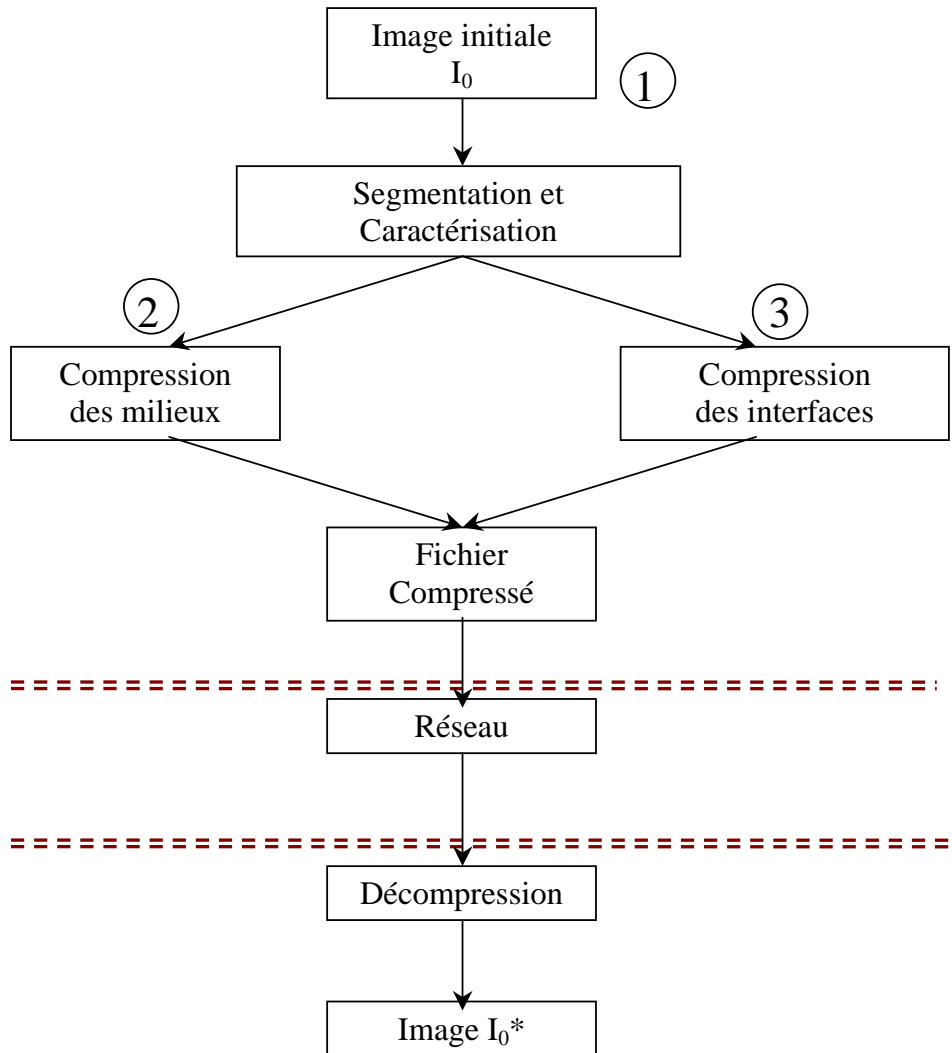 Image initiale
I₀
1
Segmentation et
Caractérisation
2
3
Compression
des milieux
Compression
des interfaces
Fichier
Compressé
Réseau
Décompression
Image I₀*